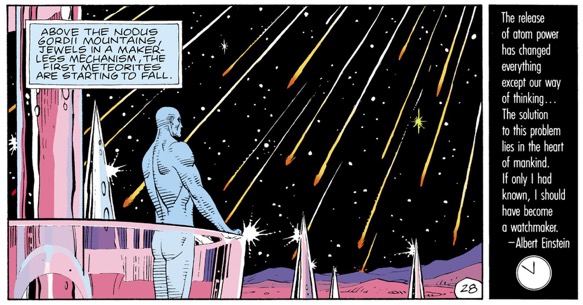 ABOVE THE NODUS
GORDII MOUNTAINS,
JEWELS IN A MAKER-
LESS MECHANISM, THE
FIRST METEORITES
ARE STARTING TO FALL.
28
The release
of atom power
has changed
everything
except our way
of thinking...
The solution
to this problem
lies in the heart
of mankind.
If only I had
known, I should
have become
a watchmaker.
—Albert Einstein